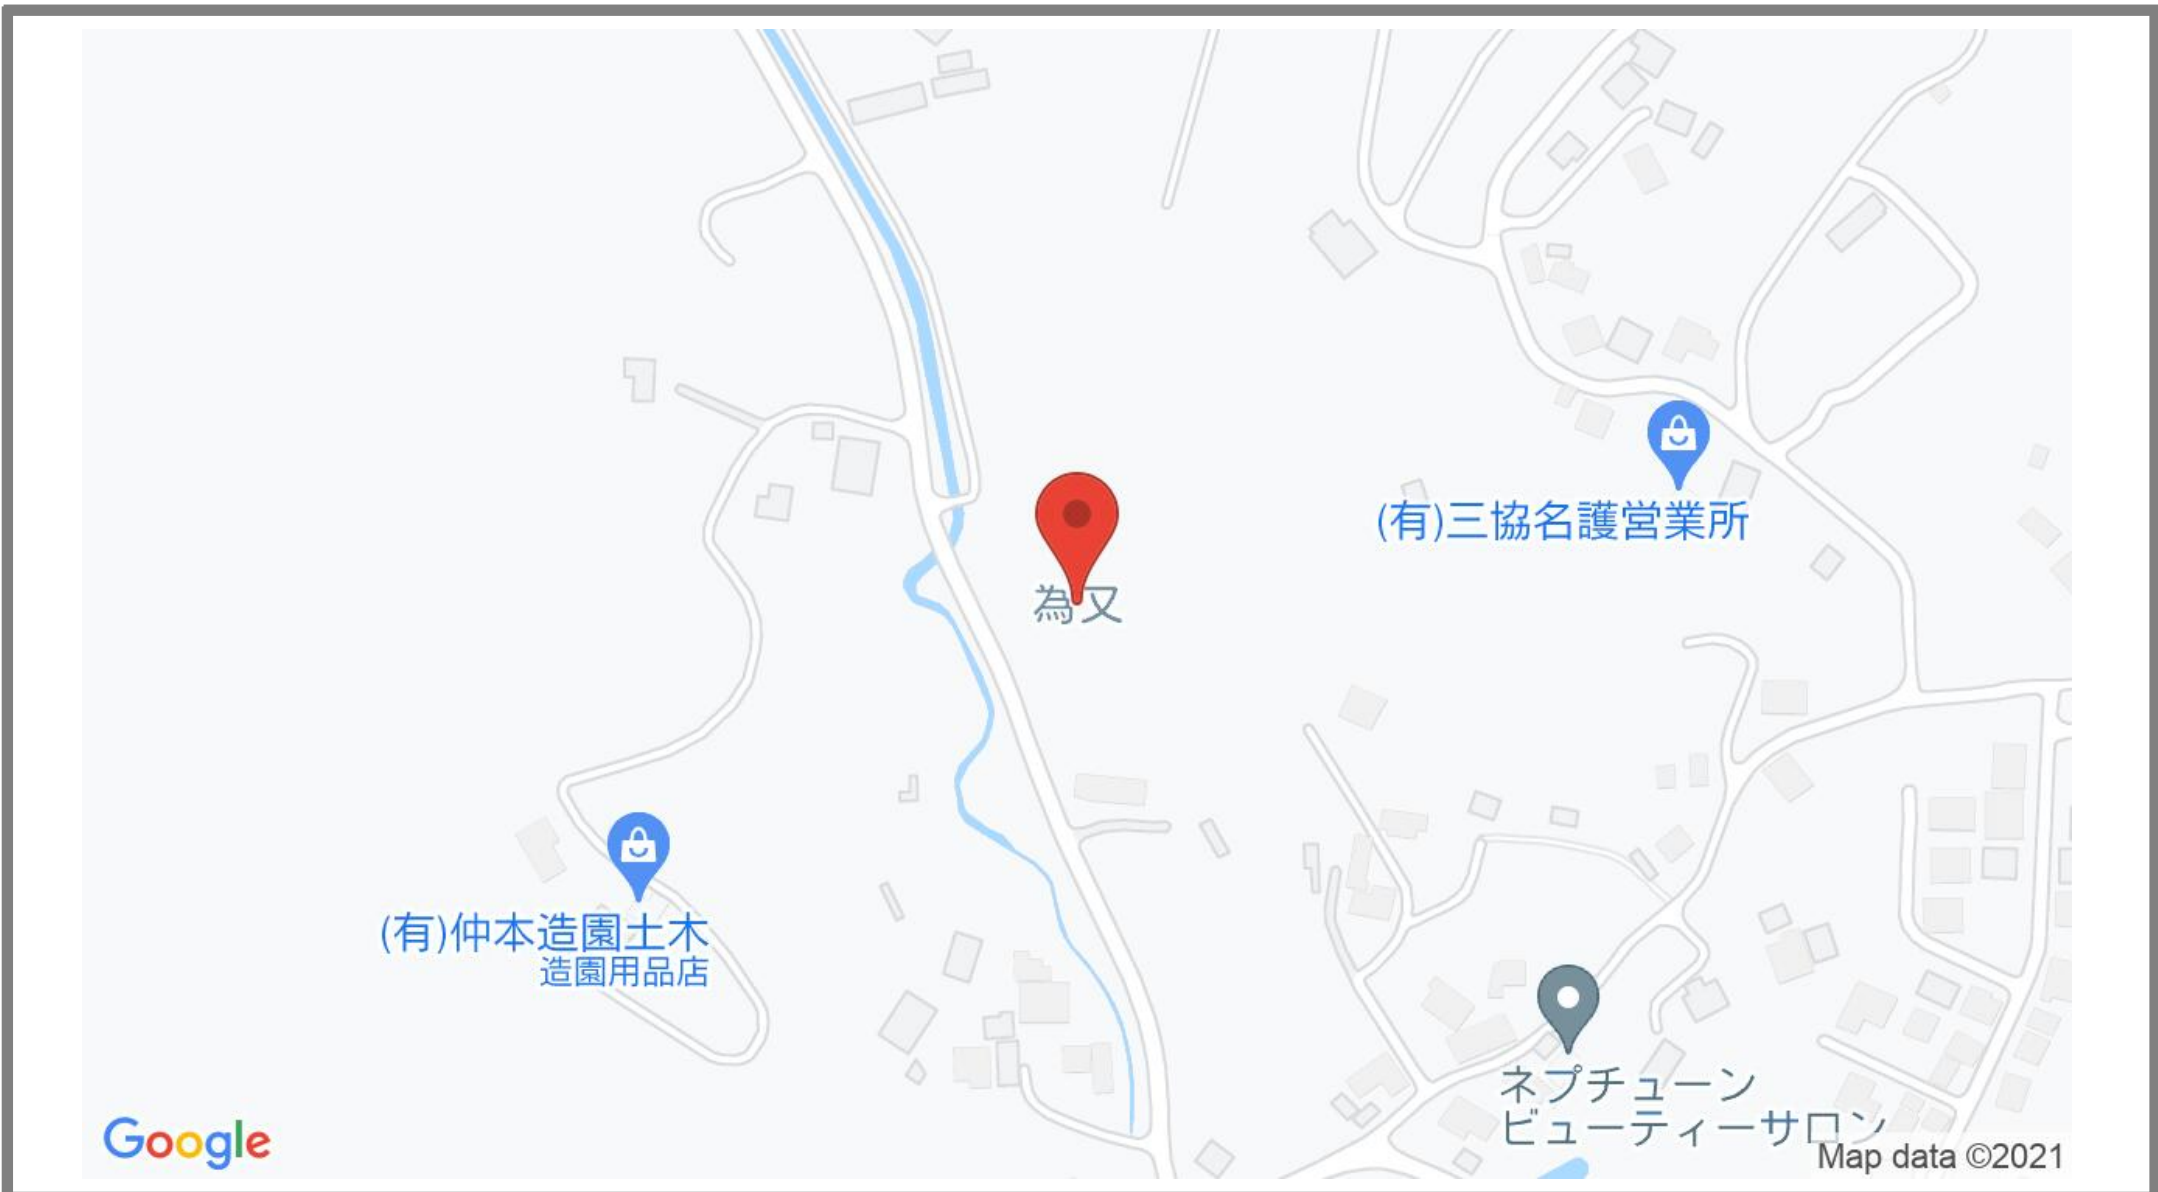 (有)三協名護営業所
為又
(有)仲本造園土木
造園用品店
ネプチューン
ビューティーサロン
Google
Map data ©2021